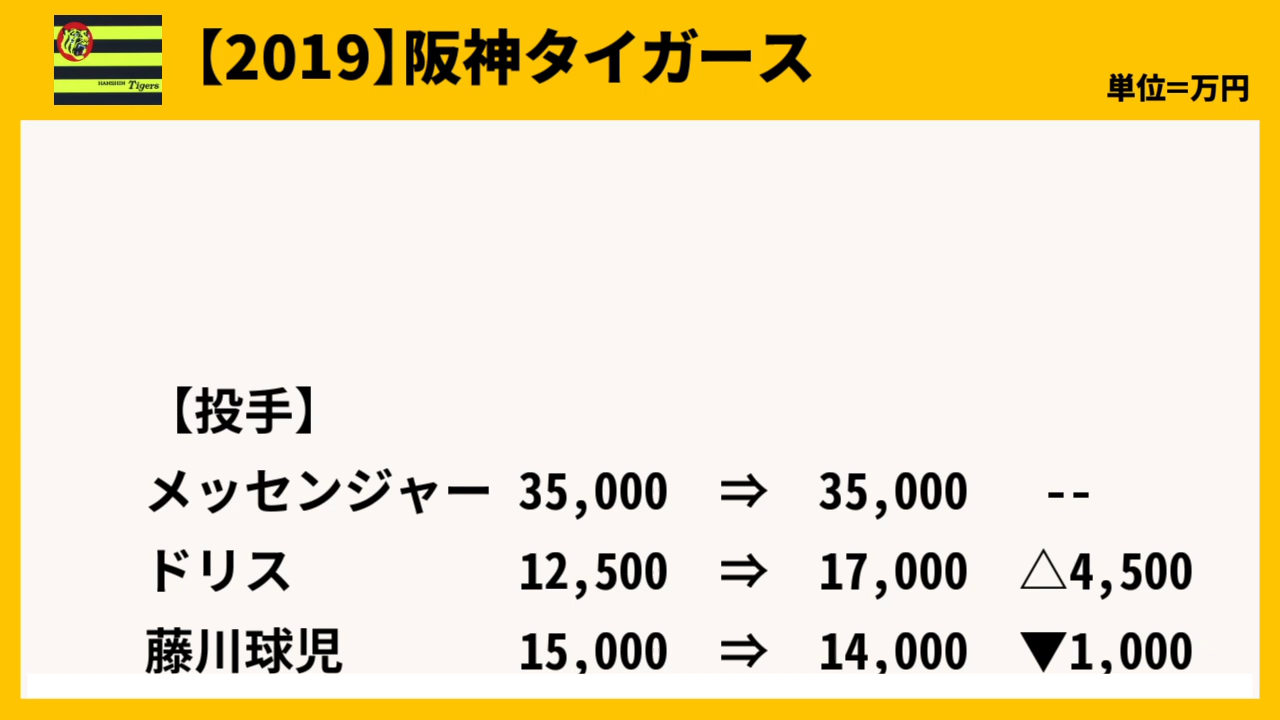 【2019】阪神タイガース
HANSHIN Tigers
単位=万円
【投手】
メッセンジャー 35,000 ⇒ 35,000 --
ドリス 12,500 ⇒ 17,000 △4,500
藤川球児 15,000 ⇒ 14,000 ▼1,000